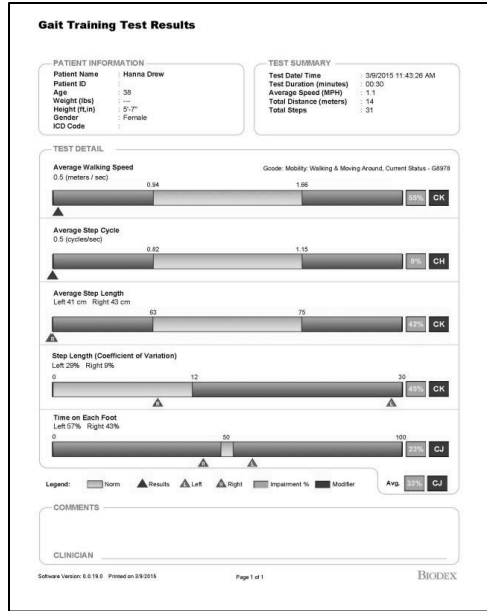 Gait Training Test Results
PATIENT INFORMATION
Patient Name : Hanna Drew
Patient ID :
Age : 38
Weight (lbs) : ---
Height (ft,in) : 5'-7"
Gender : Female
ICD Code :
TEST SUMMARY
Test Date/ Time : 3/9/2015 11:43:26 AM
Test Duration (minutes) : 00:30
Average Speed (MPH) : 1.1
Total Distance (meters) : 14
Total Steps : 31
TEST DETAIL
Average Walking Speed
0.5 (meters / sec)
Gcode: Mobility: Walking & Moving Around, Current Status - G8978
0.94 1.66
55% CK
Average Step Cycle
0.5 (cycles/sec)
0.82 1.15
CH
Average Step Length
Left 41 cm Right 43 cm
63 75
42% CK
R
Step Length (Coefficient of Variation)
Left 29% Right 9%
0 12 30
45% CK
R L
Time on Each Foot
Left 57% Right 43%
0 50 100
23% CJ
R L
Legend: Norm Results L Left R Right Impairment % Modifier
Avg. 33% CJ
COMMENTS
CLINICIAN
Software Version: 8.0.19.0 Printed on 3/9/2015
Page 1 of 1
BIODEX